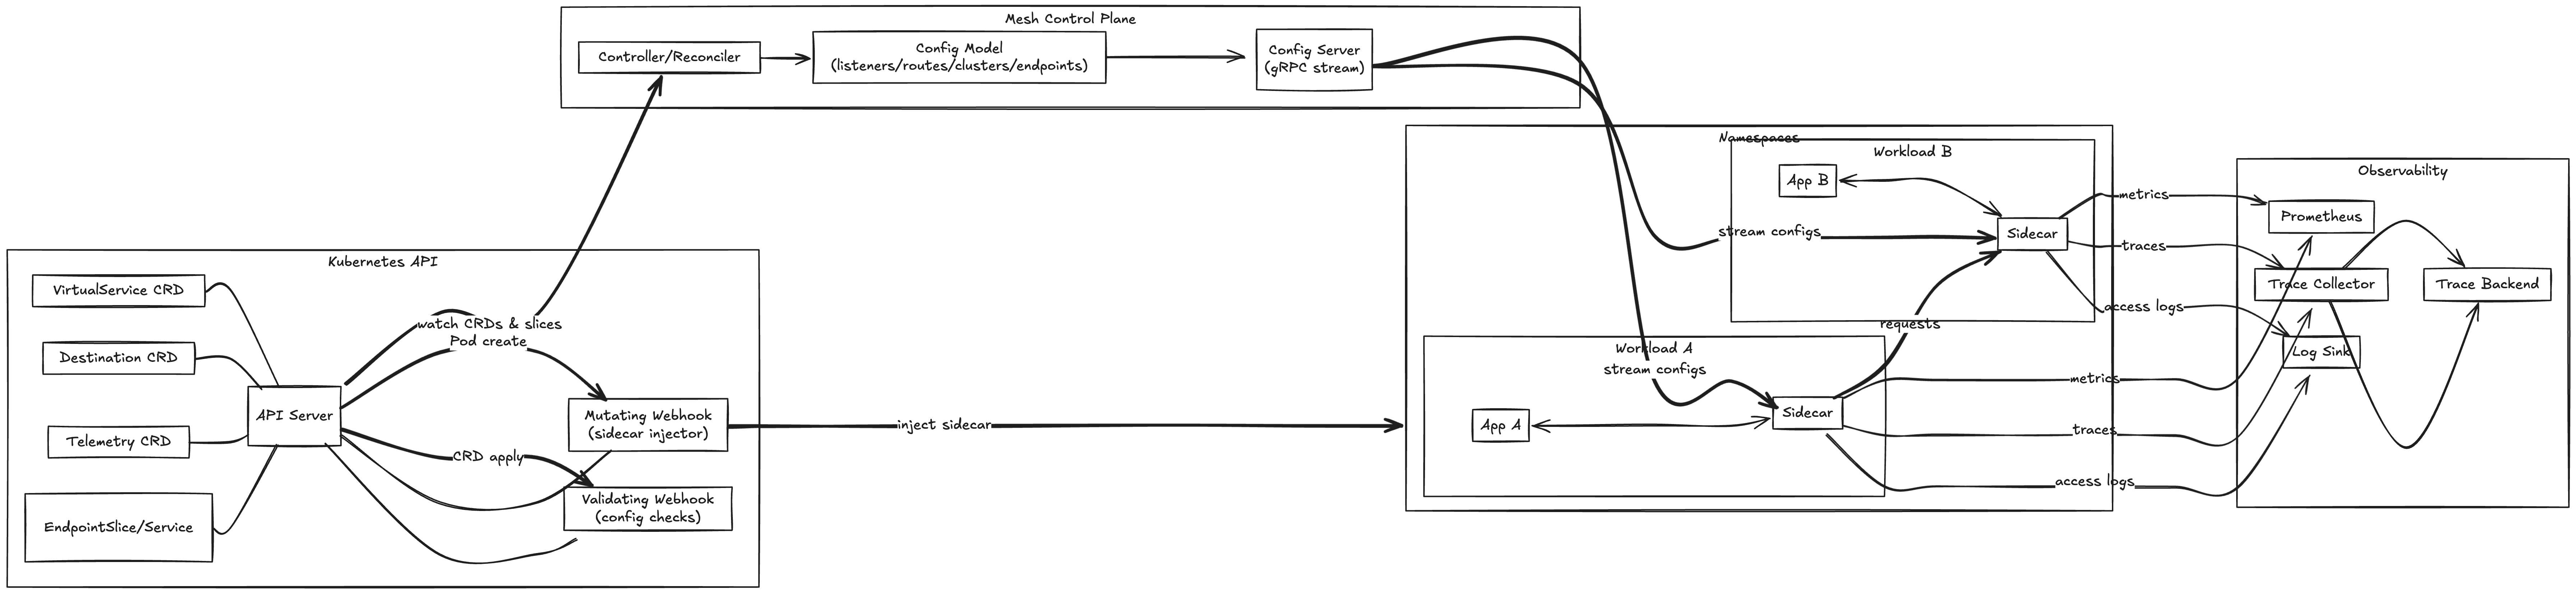 Mesh Control Plane
Controller/Reconciler
Config Model
(listeners/routes/clusters/endpoints)
Config Server
(gRPC stream)
Kubernetes API
VirtualService CRD
Destination CRD
Telemetry CRD
EndpointSlice/Service
API Server
watch CRDs & slices
Pod create
CRD apply
Mutating Webhook
(sidecar injector)
Validating Webhook
(config checks)
inject sidecar
Namespaces
Workload B
App B
Sidecar
stream configs
requests
Workload A
stream configs
App A
Sidecar
metrics
traces
access logs
metrics
traces
access logs
Observability
Prometheus
Trace Collector
Trace Backend
Log Sink